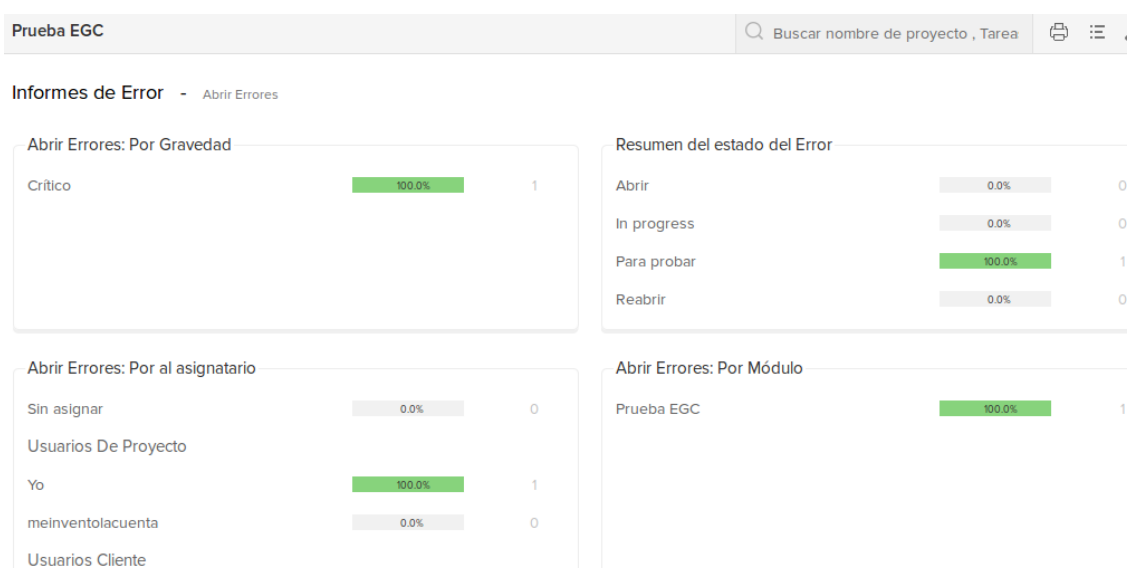 Prueba EGC
Buscar nombre de proyecto , Tarea
Informes de Error - Abrir Errores
Abrir Errores: Por Gravedad
Crítico 100.0% 1
Resumen del estado del Error
Abrir 0.0% 0
In progress 0.0% 0
Para probar 100.0% 1
Reabrir 0.0% 0
Abrir Errores: Por al asignatario
Sin asignar 0.0% 0
Usuarios De Proyecto
Yo 100.0% 1
meinventolacuenta 0.0% 0
Usuarios Cliente
Abrir Errores: Por Módulo
Prueba EGC 100.0% 1